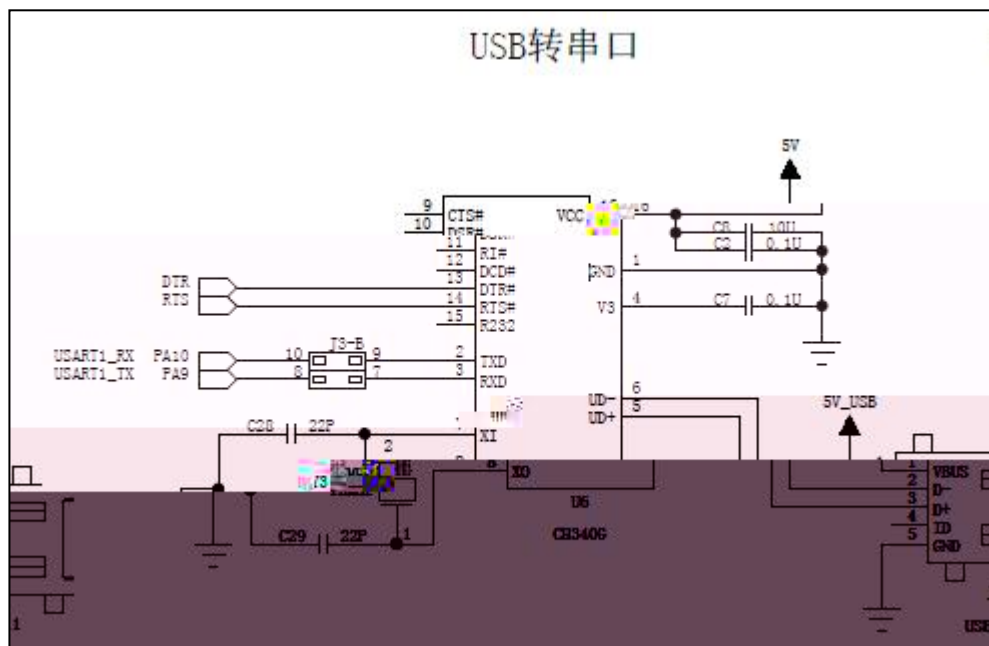 USB转串口
5V
9 CTS# VCC
10
C8 10U
11 C2 0.1U
12 RI#
13 DCD# GND 1
DTR DTR#
RTS 14 RTS# V3 4 C7 0.1U
15 R232
J3-B
USART1_RX PA10 10 9 2 TXD
USART1_TX PA9 8 7 3 RXD
UD- 6
UD+ 5
5V_USB
C28 22P XI
2
XO
1 VBUS
2 D-
3 D+
4 ID
5 GND
U6
C29 22P 1 CH340G
1